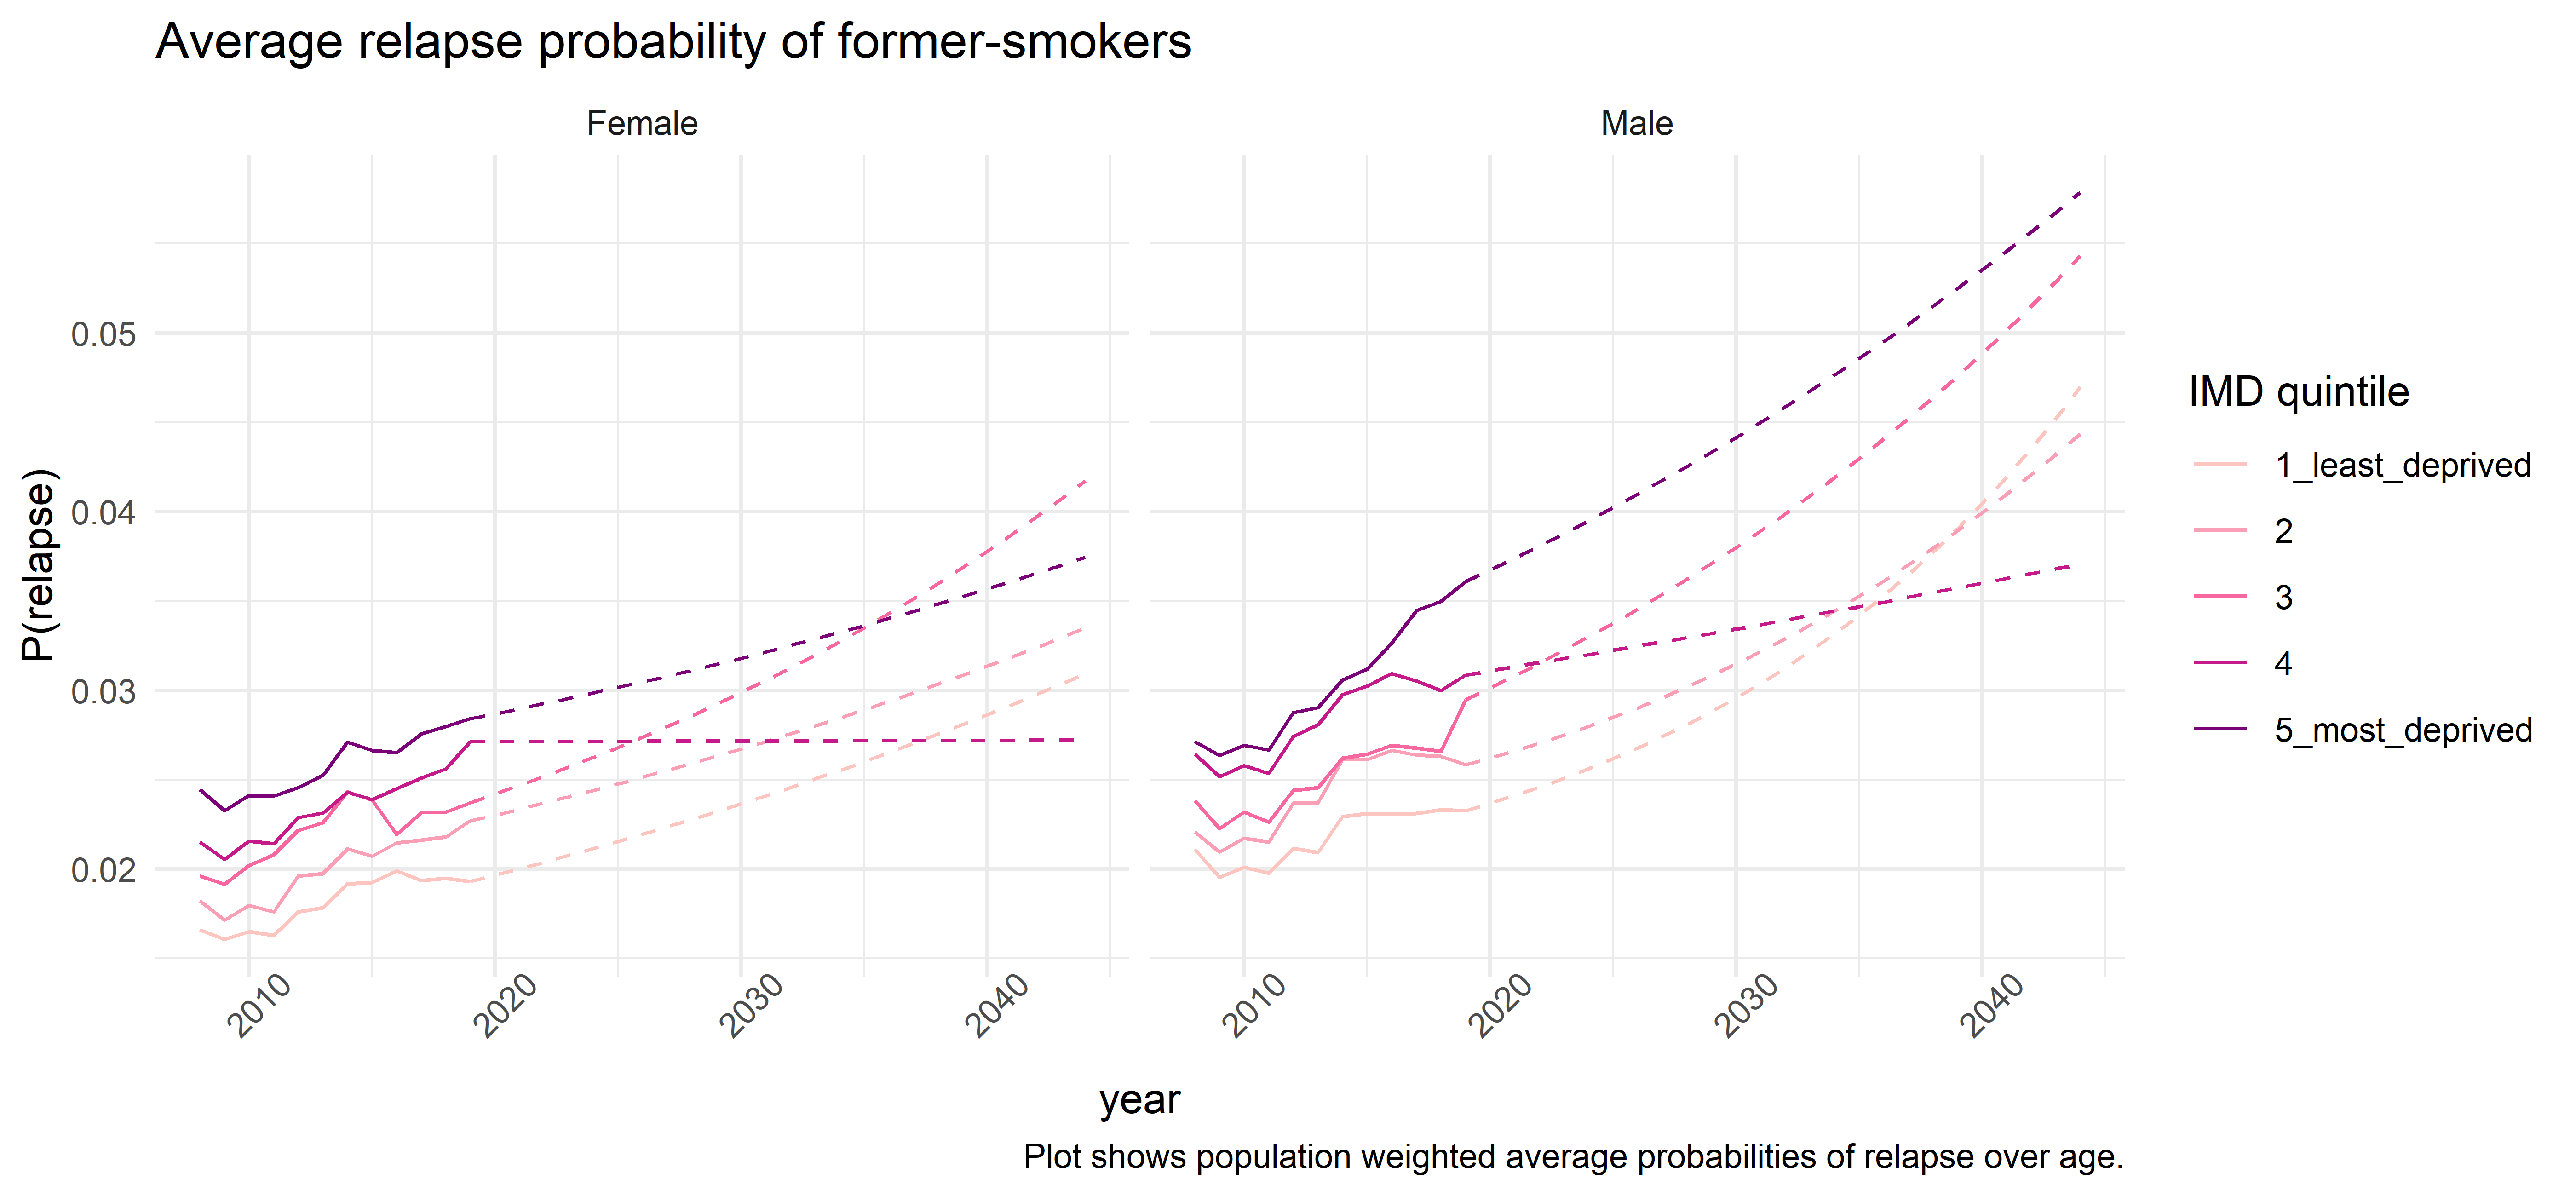 Average relapse probability of former-smokers
Female
Male
0.05
0.04
0.03
0.02
P(relapse)
2010
2020
2030
2040
2010
2020
2030
2040
year
IMD quintile
1_least_deprived
2
3
4
5_most_deprived
Plot shows population weighted average probabilities of relapse over age.